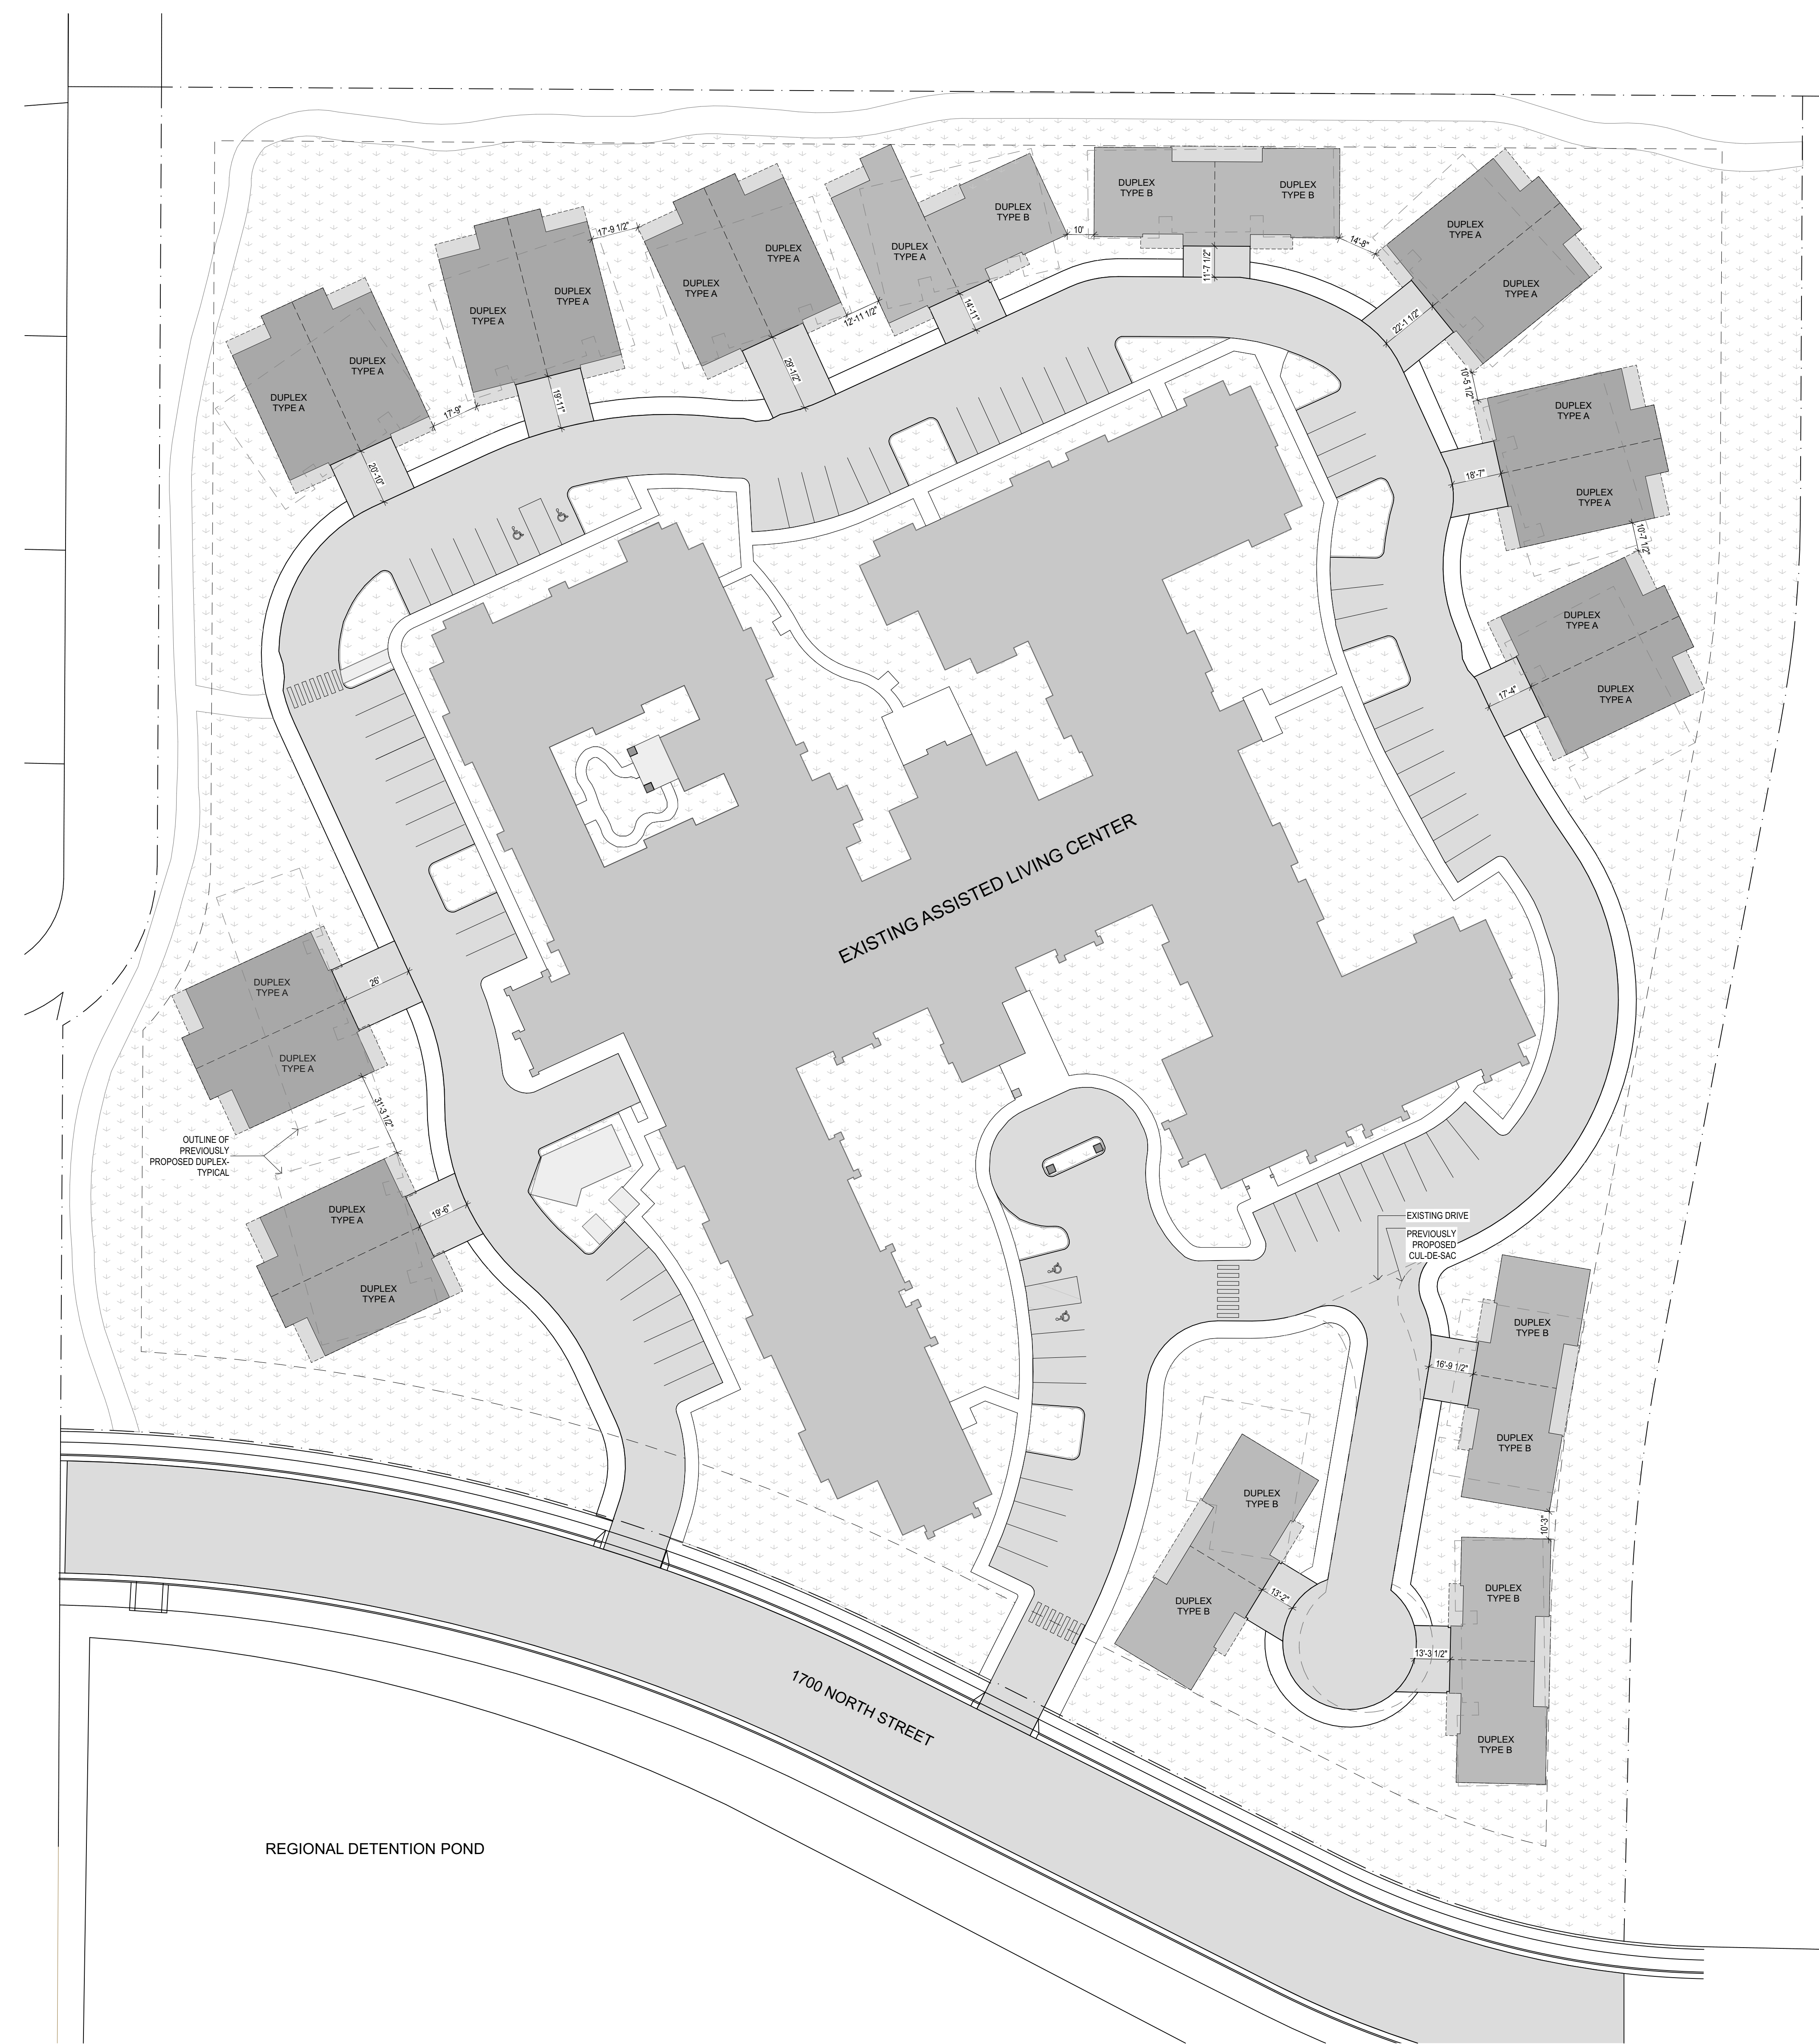 DUPLEX
TYPE B
DUPLEX
TYPE B
DUPLEX
TYPE B
DUPLEX
TYPE A
10'
14'-8"
11'-7 1/2"
DUPLEX
TYPE A
DUPLEX
TYPE A
22'-1 1/2"
17'-9 1/2"
DUPLEX
TYPE A
DUPLEX
TYPE A
12'-11 1/2"
14'-11"
29'-1/2"
DUPLEX
TYPE A
DUPLEX
TYPE A
19'-11"
17'-9"
DUPLEX
TYPE A
DUPLEX
TYPE A
20'-10"
10'-5 1/2"
DUPLEX
TYPE A
DUPLEX
TYPE A
18'-7"
10'-7 1/2"
DUPLEX
TYPE A
DUPLEX
TYPE A
17'-4"
EXISTING ASSISTED LIVING CENTER
DUPLEX
TYPE A
DUPLEX
TYPE A
26'
31'-3 1/2"
OUTLINE OF
PREVIOUSLY
PROPOSED DUPLEX-
TYPICAL
DUPLEX
TYPE A
DUPLEX
TYPE A
19'-6"
EXISTING DRIVE
PREVIOUSLY
PROPOSED
CUL-DE-SAC
DUPLEX
TYPE B
DUPLEX
TYPE B
16'-9 1/2"
10'-3"
DUPLEX
TYPE B
DUPLEX
TYPE B
13'-2"
DUPLEX
TYPE B
DUPLEX
TYPE B
13'-3 1/2"
1700 NORTH STREET
REGIONAL DETENTION POND